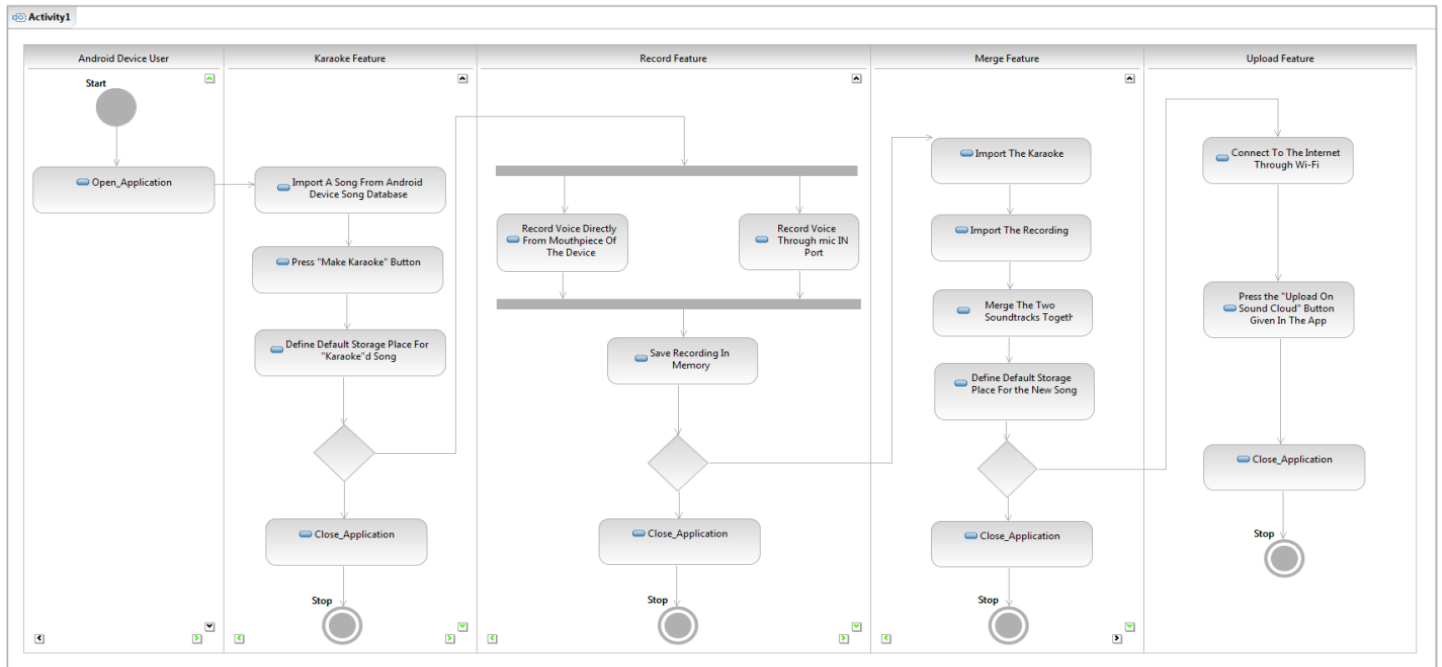 Activity1
Android Device User
Karaoke Feature
Record Feature
Merge Feature
Upload Feature
Start
Open_Application
Import A Song From Android
Device Song Database
Press "Make Karaoke" Button
Define Default Storage Place For
"Karaoke"d Song
Close_Application
Stop
Record Voice Directly
From Mouthpiece Of
The Device
Record Voice
Through mic IN
Port
Save Recording In
Memory
Close_Application
Stop
Import The Karaoke
Import The Recording
Merge The Two
Soundtracks Togeth
Define Default Storage
Place For the New Song
Close_Application
Stop
Connect To The Internet
Through Wi-Fi
Press the "Upload On
Sound Cloud" Button
Given In The App
Close_Application
Stop